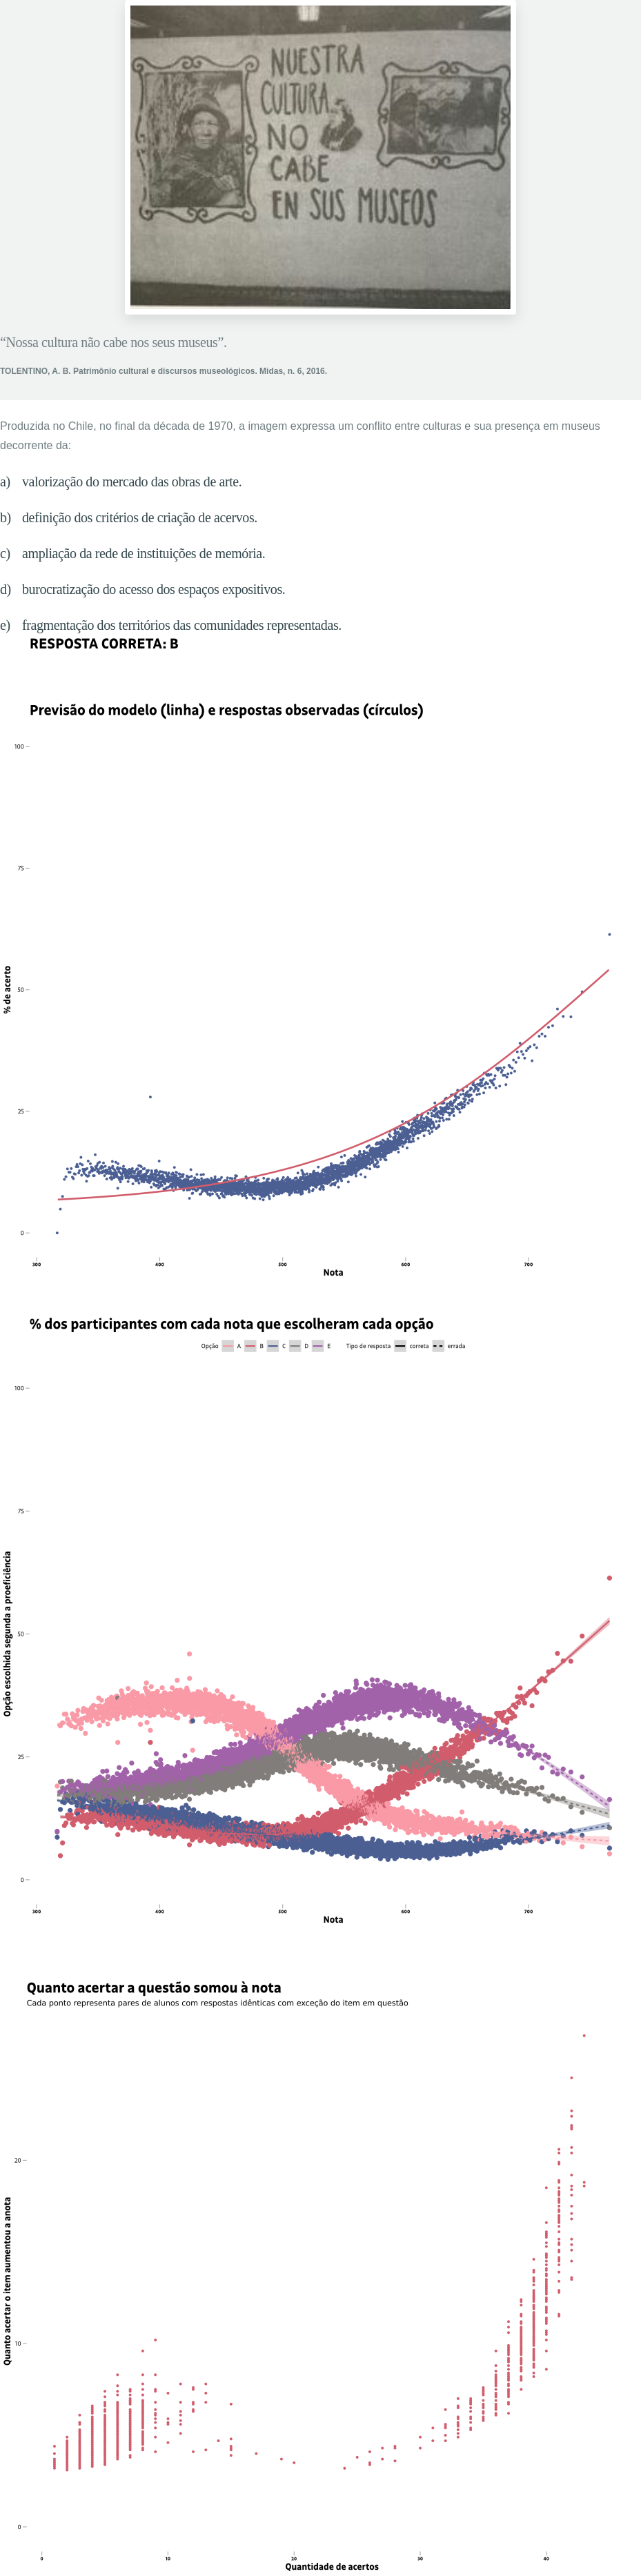 NUESTRA
CULTURA
NO
CABE
EN SUS MUSEOS
“Nossa cultura não cabe nos seus museus”.
TOLENTINO, A. B. Patrimônio cultural e discursos museológicos. Midas, n. 6, 2016.
Produzida no Chile, no final da década de 1970, a imagem expressa um conflito entre culturas e sua presença em museus
decorrente da:
a) valorização do mercado das obras de arte.
b) definição dos critérios de criação de acervos.
c) ampliação da rede de instituições de memória.
d) burocratização do acesso dos espaços expositivos.
e) fragmentação dos territórios das comunidades representadas.
RESPOSTA CORRETA: B
Previsão do modelo (linha) e respostas observadas (círculos)
100
75
50
25
0
% de acerto
300 400 500 600 700
Nota
% dos participantes com cada nota que escolheram cada opção
Opção A B C D E Tipo de resposta correta errada
100
75
50
25
0
Opção escolhida segunda a proeficiência
300 400 500 600 700
Nota
Quanto acertar a questão somou à nota
Cada ponto representa pares de alunos com respostas idênticas com exceção do item em questão
20
10
0
Quanto acertar o item aumentou a anota
0 10 20 30 40
Quantidade de acertos